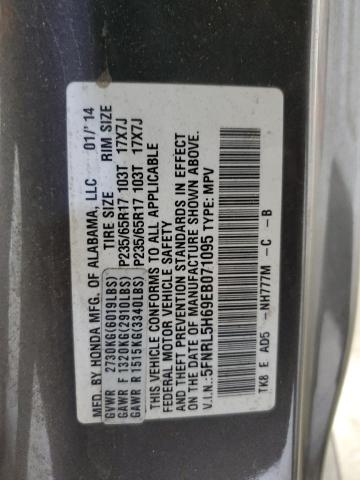 MFD. BY HONDA MFG. OF ALABAMA, LLC 01/'14
TIRE SIZE RIM SIZE
GVWR 2730KG(6019LBS)
GAWR F 1320KG(2910LBS) P235/65R17 103T 17X7J
GAWR R 1515KG(3340LBS) P235/65R17 103T 17X7J
THIS VEHICLE CONFORMS TO ALL APPLICABLE
FEDERAL MOTOR VEHICLE SAFETY
AND THEFT PREVENTION STANDARDS IN EFFECT
ON THE DATE OF MANUFACTURE SHOWN ABOVE.
V.I.N.: 5FNRL5H69EB071095 TYPE: MPV
TK8 E AD5 -NH777M - C - B